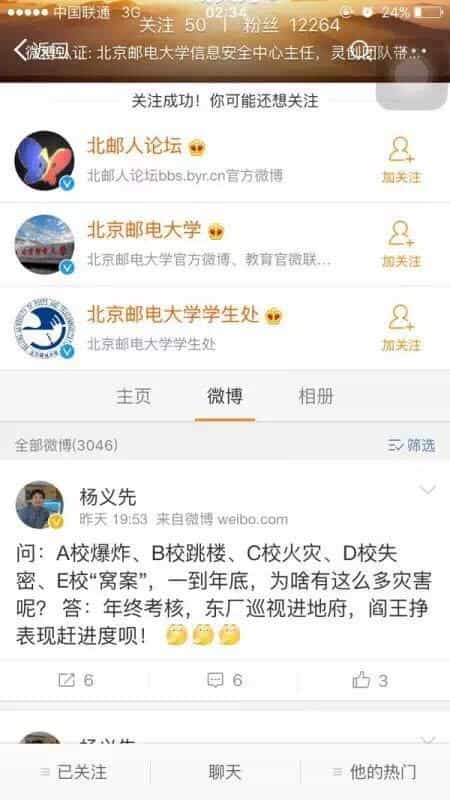 中国联通 3G 02:34 24%
关注 50 | 粉丝 12264
返回
微博认证: 北京邮电大学信息安全中心主任，灵创团队带...
关注成功！你可能还想关注
北邮人论坛
北邮人论坛bbs.byr.cn官方微博
加关注
北京邮电大学
北京邮电大学官方微博、教育官微联...
加关注
北京邮电大学学生处
北京邮电大学学生处
加关注
主页 微博 相册
全部微博(3046) 筛选
杨义先
昨天 19:53 来自微博 weibo.com
问：A校爆炸、B校跳楼、C校火灾、D校失
密、E校“窝案”，一到年底，为啥有这么多灾害
呢？ 答：年终考核，东厂巡视进地府，阎王挣
表现赶进度呗！
6 6 3
杨义先
已关注 聊天 他的热门